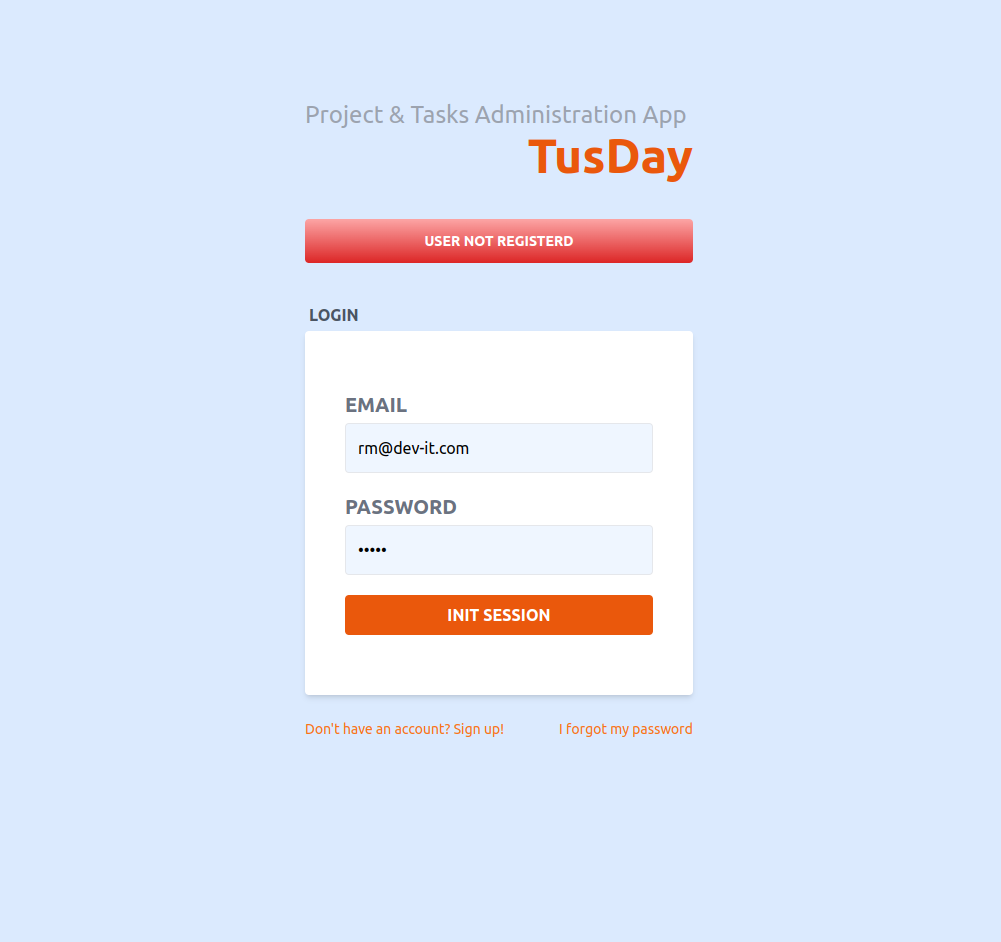 Project & Tasks Administration App
TusDay
USER NOT REGISTERD
LOGIN
EMAIL
rm@dev-it.com
PASSWORD
•••••
INIT SESSION
Don't have an account? Sign up! I forgot my password